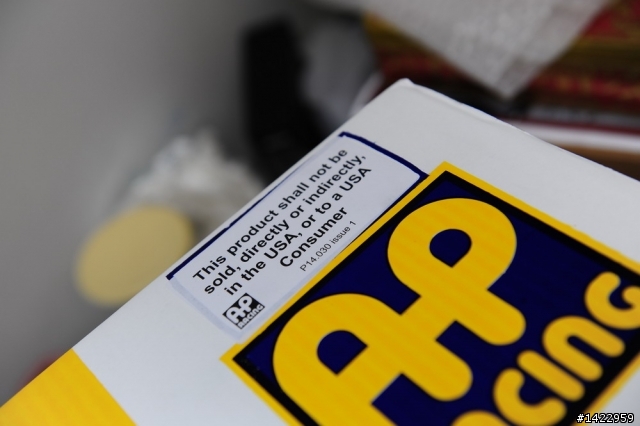 This product shall not be
sold, directly or indirectly,
in the USA, or to a USA
Consumer
P14.030 issue 1
AP
racing
AP
racing
#1422959